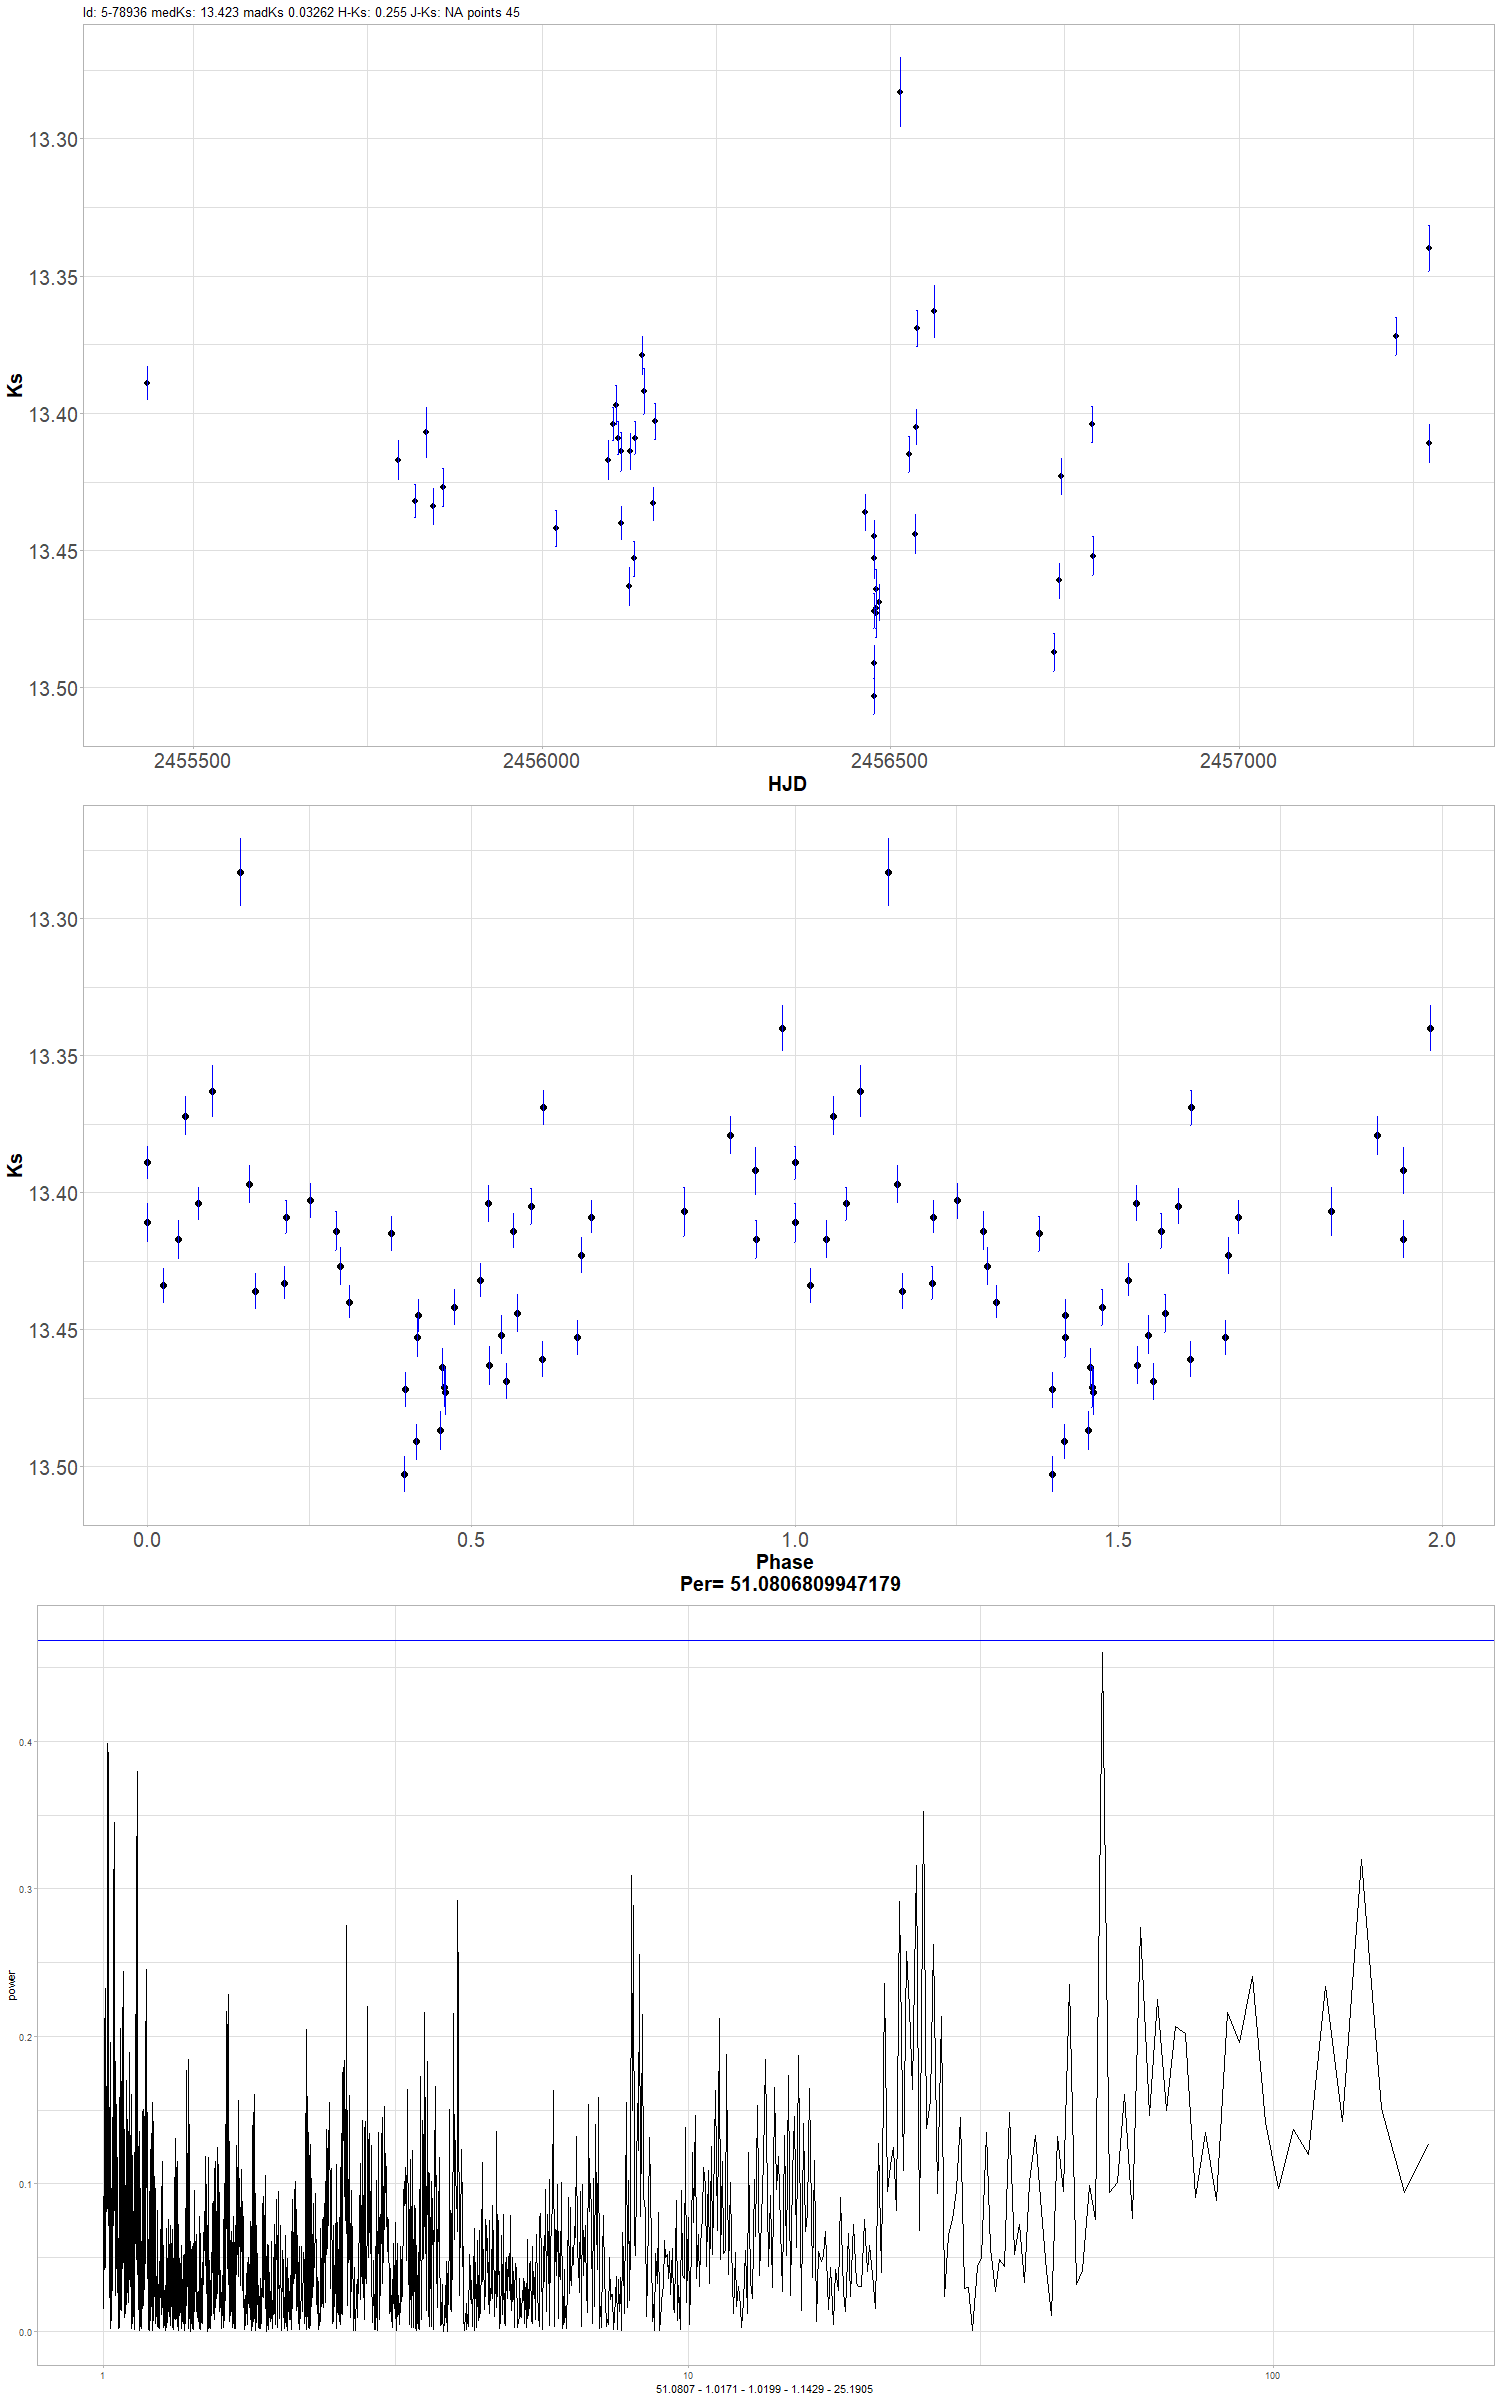 Id: 5-78936 medKs: 13.423 madKs 0.03262 H-Ks: 0.255 J-Ks: NA points 45
13.30
13.35
13.40
13.45
13.50
Ks
2455500 2456000 2456500 2457000
HJD
13.30
13.35
13.40
13.45
13.50
Ks
0.0 0.5 1.0 1.5 2.0
Phase
Per= 51.0806809947179
0.4
0.3
0.2
0.1
0.0
power
1 10 100
51.0807 - 1.0171 - 1.0199 - 1.1429 - 25.1905